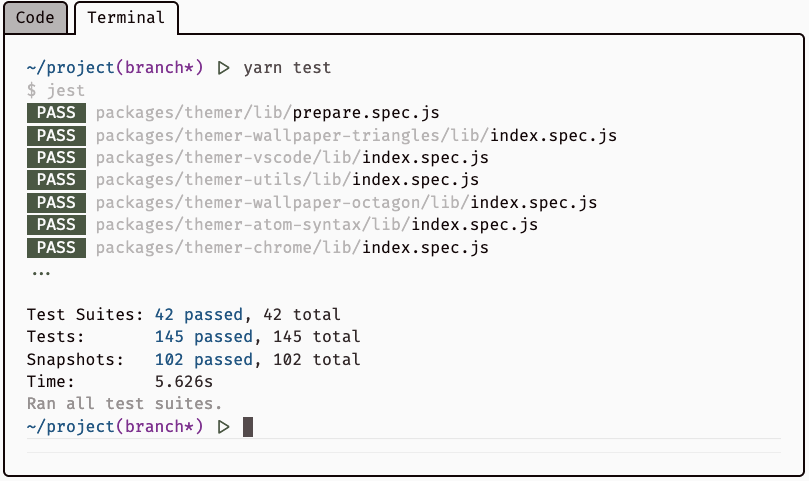 Code Terminal
~/project(branch*) ▷ yarn test
$ jest
PASS packages/themer/lib/prepare.spec.js
PASS packages/themer-wallpaper-triangles/lib/index.spec.js
PASS packages/themer-vscode/lib/index.spec.js
PASS packages/themer-utils/lib/index.spec.js
PASS packages/themer-wallpaper-octagon/lib/index.spec.js
PASS packages/themer-atom-syntax/lib/index.spec.js
PASS packages/themer-chrome/lib/index.spec.js
...
Test Suites: 42 passed, 42 total
Tests: 145 passed, 145 total
Snapshots: 102 passed, 102 total
Time: 5.626s
Ran all test suites.
~/project(branch*) ▷